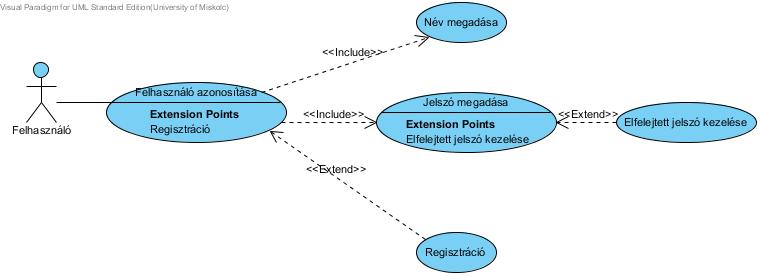 Visual Paradigm for UML Standard Edition(University of Miskolc)
Név megadása
<<Include>>
Felhasználó azonosítása
Extension Points
Regisztráció
Felhasználó
<<Include>>
Jelszó megadása
Extension Points
Elfelejtett jelszó kezelése
<<Extend>>
Elfelejtett jelszó kezelése
<<Extend>>
Regisztráció